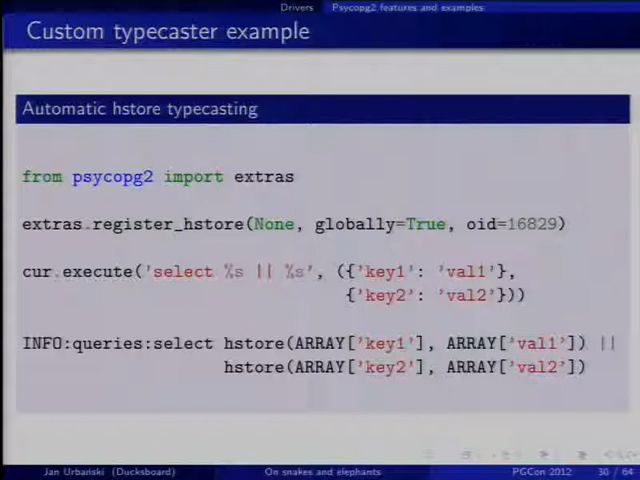 Drivers Psycopg2 features and examples
Custom typecaster example
Automatic hstore typecasting
from psycopg2 import extras
extras.register_hstore(None, globally=True, oid=16829)
cur.execute('select %s || %s', ({'key1': 'val1'},
{'key2': 'val2'}))
INFO:queries:select hstore(ARRAY['key1'], ARRAY['val1']) ||
hstore(ARRAY['key2'], ARRAY['val2'])
Jan Urbański (Ducksboard) On snakes and elephants PGCon 2012 30 / 64